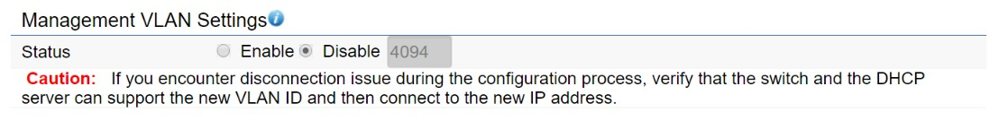 Management VLAN Settings
Status Enable Disable 4094
Caution: If you encounter disconnection issue during the configuration process, verify that the switch and the DHCP
server can support the new VLAN ID and then connect to the new IP address.